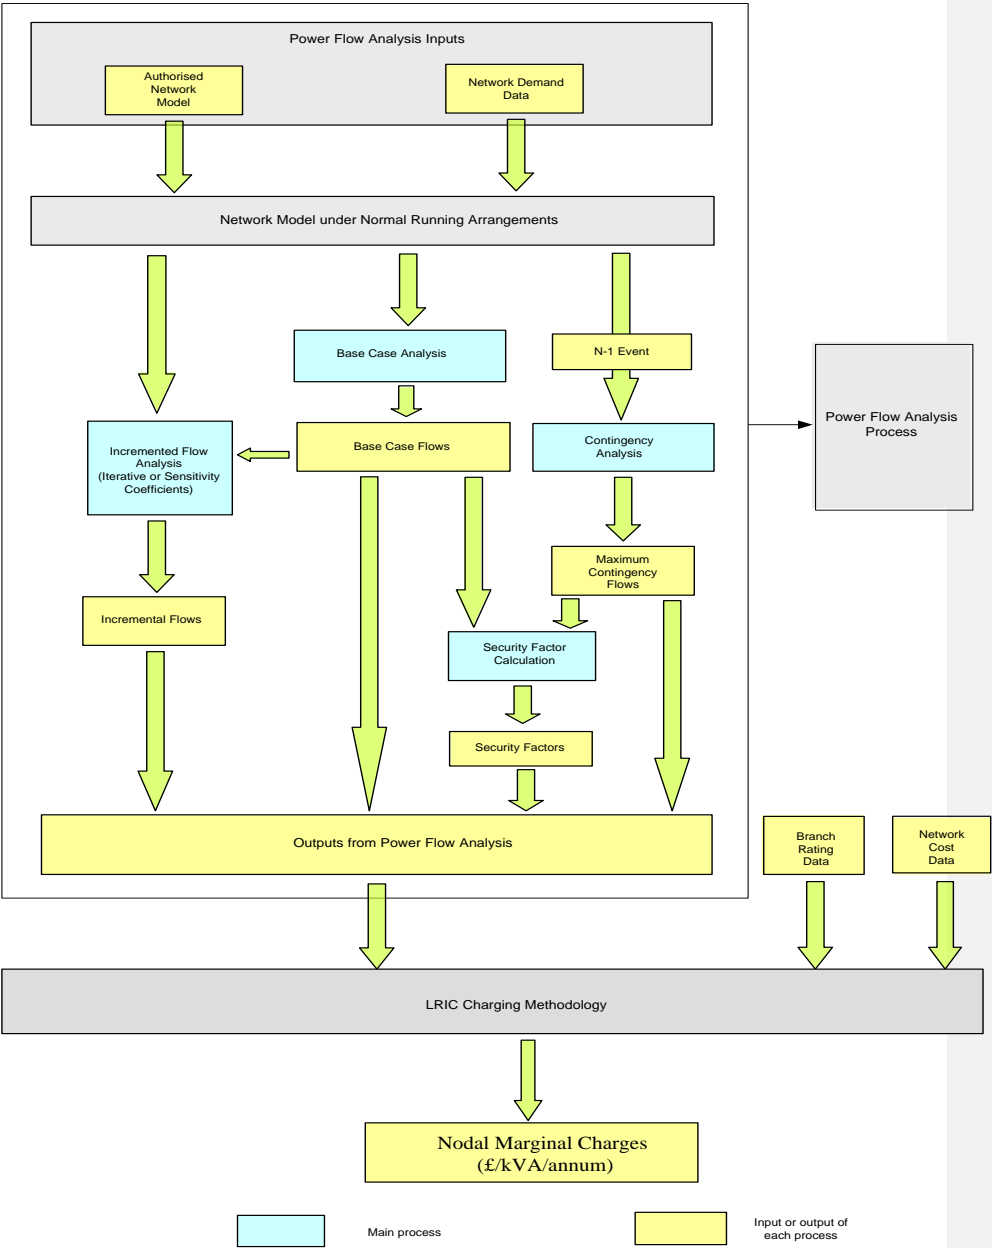 Power Flow Analysis Inputs
Authorised
Network
Model
Network Demand
Data
Network Model under Normal Running Arrangements
Base Case Analysis
N-1 Event
Power Flow Analysis
Process
Incremented Flow
Analysis
(Iterative or Sensitivity
Coefficients)
Base Case Flows
Contingency
Analysis
Maximum
Contingency
Flows
Incremental Flows
Security Factor
Calculation
Security Factors
Outputs from Power Flow Analysis
Branch
Rating
Data
Network
Cost
Data
LRIC Charging Methodology
Nodal Marginal Charges
(£/kVA/annum)
Main process
Input or output of
each process